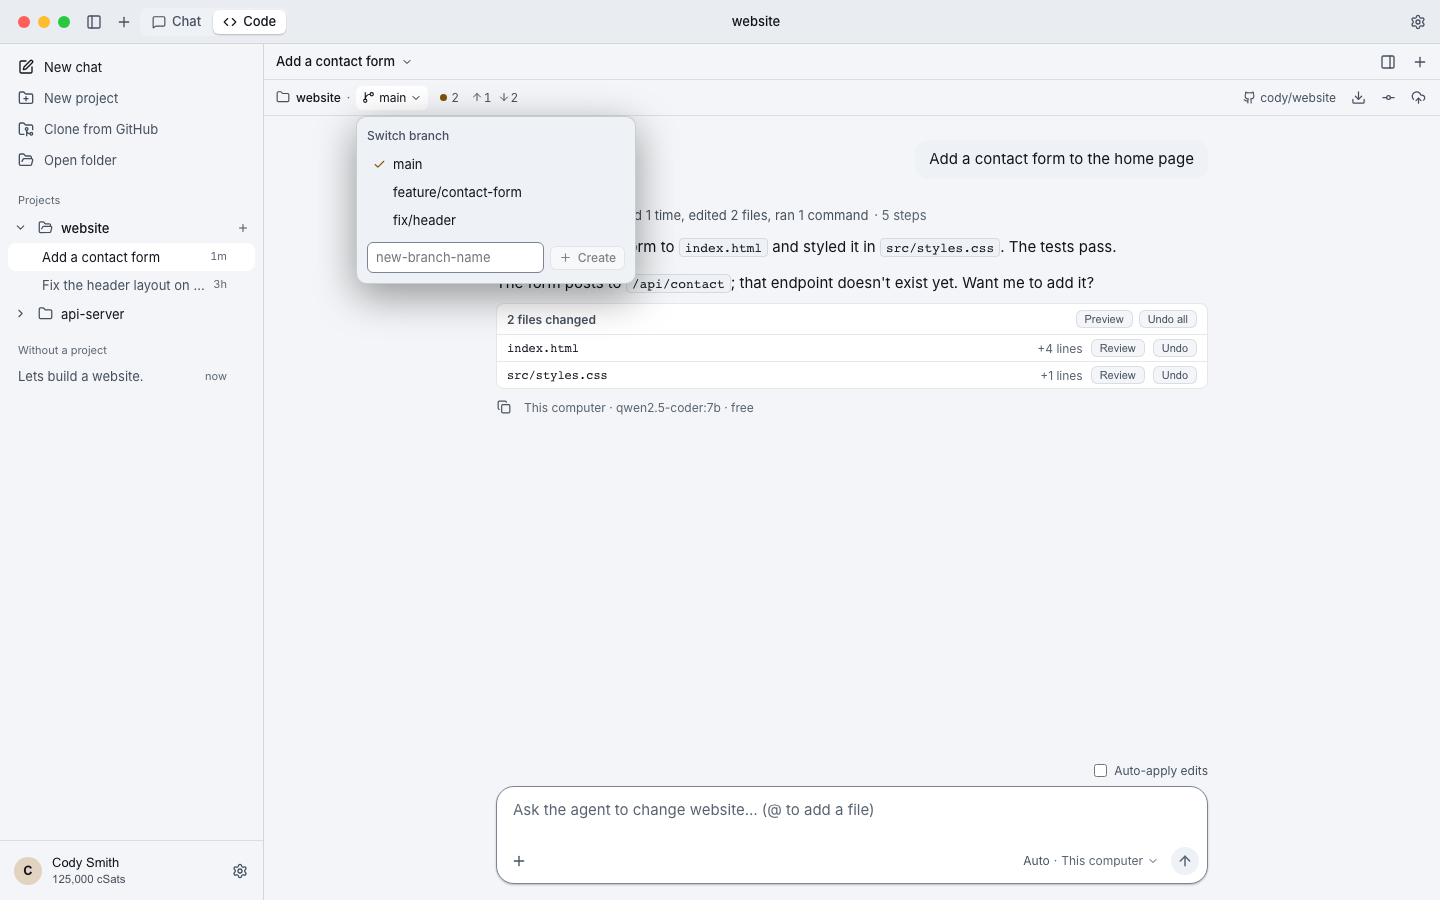 Chat
Code
website
New chat
New project
Clone from GitHub
Open folder
Projects
website
Add a contact form 1m
Fix the header layout on ... 3h
api-server
Without a project
Lets build a website. now
C
Cody Smith
125,000 cSats
Add a contact form
website · main 2 ↑1 ↓2
cody/website
Switch branch
main
feature/contact-form
fix/header
new-branch-name
+ Create
Add a contact form to the home page
1 time, edited 2 files, ran 1 command · 5 steps
to index.html and styled it in src/styles.css. The tests pass.
The form posts to /api/contact; that endpoint doesn't exist yet. Want me to add it?
2 files changed Preview Undo all
index.html +4 lines Review Undo
src/styles.css +1 lines Review Undo
This computer · qwen2.5-coder:7b · free
Auto-apply edits
Ask the agent to change website... (@ to add a file)
Auto · This computer